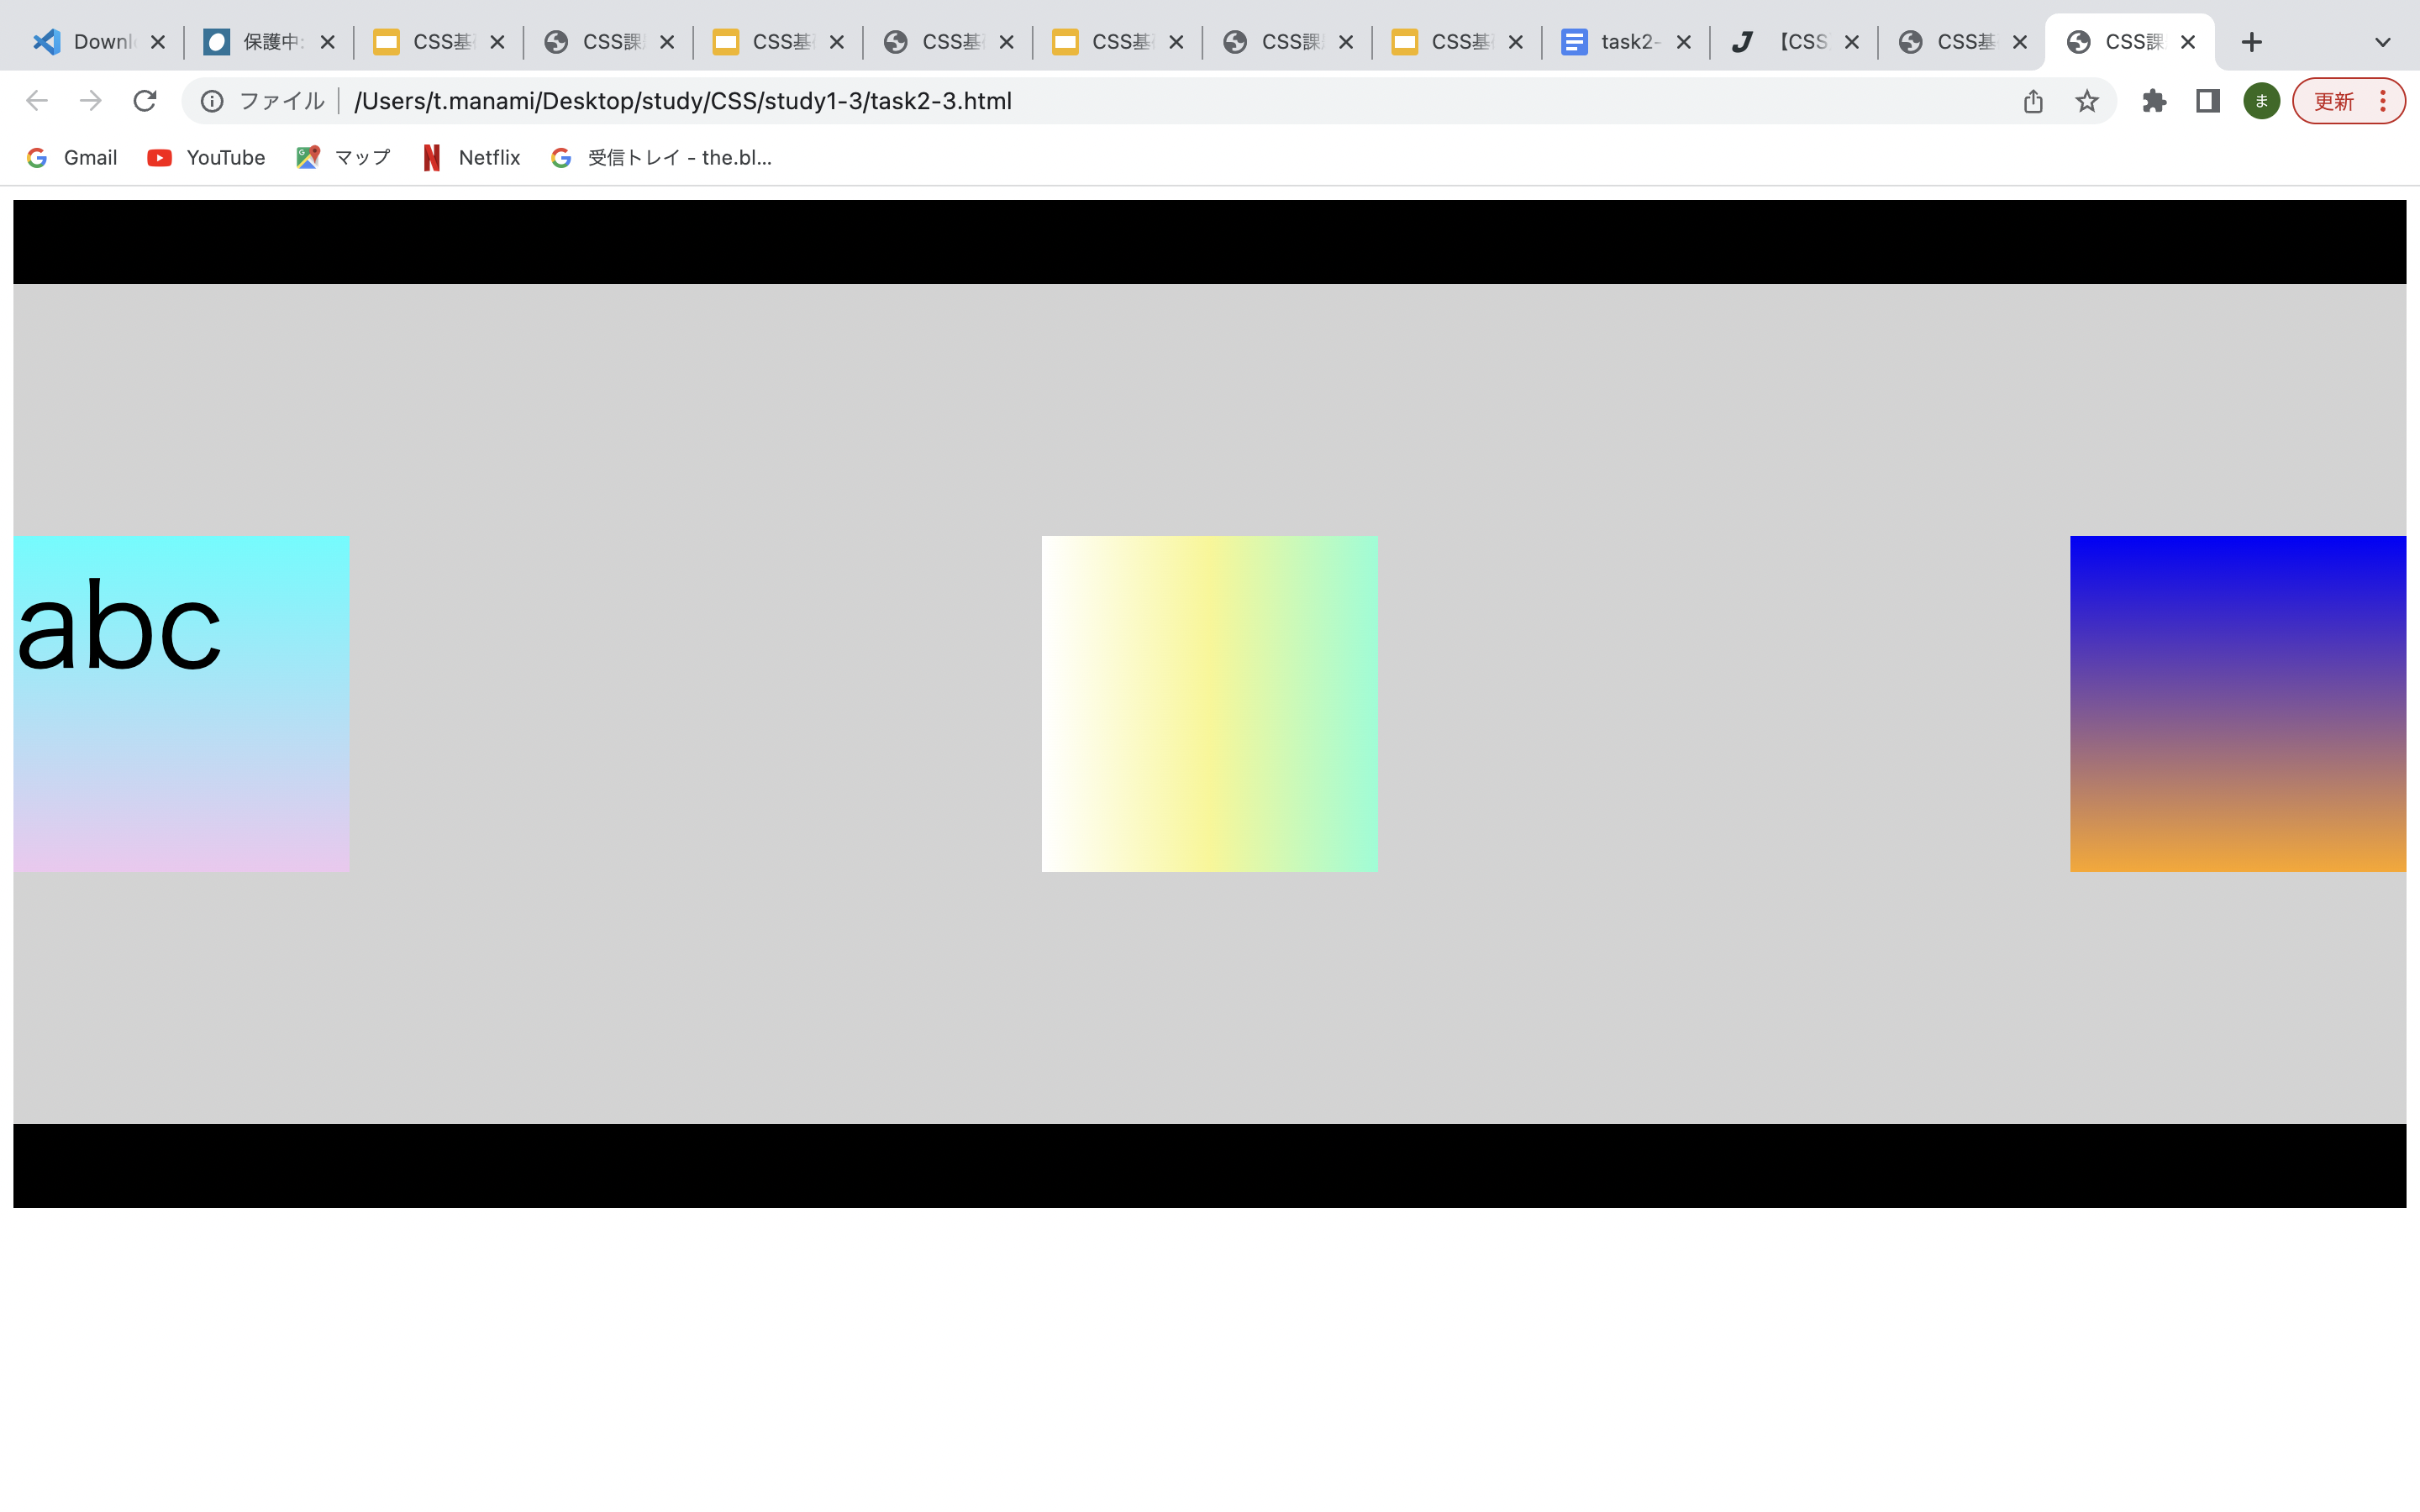 Downl 保護中: CSS基 CSS課 CSS基 CSS基 CSS基 CSS課 CSS基 task2- 【CSS CSS基 CSS課
ファイル /Users/t.manami/Desktop/study/CSS/study1-3/task2-3.html ま 更新
Gmail YouTube マップ Netflix 受信トレイ - the.bl...
abc